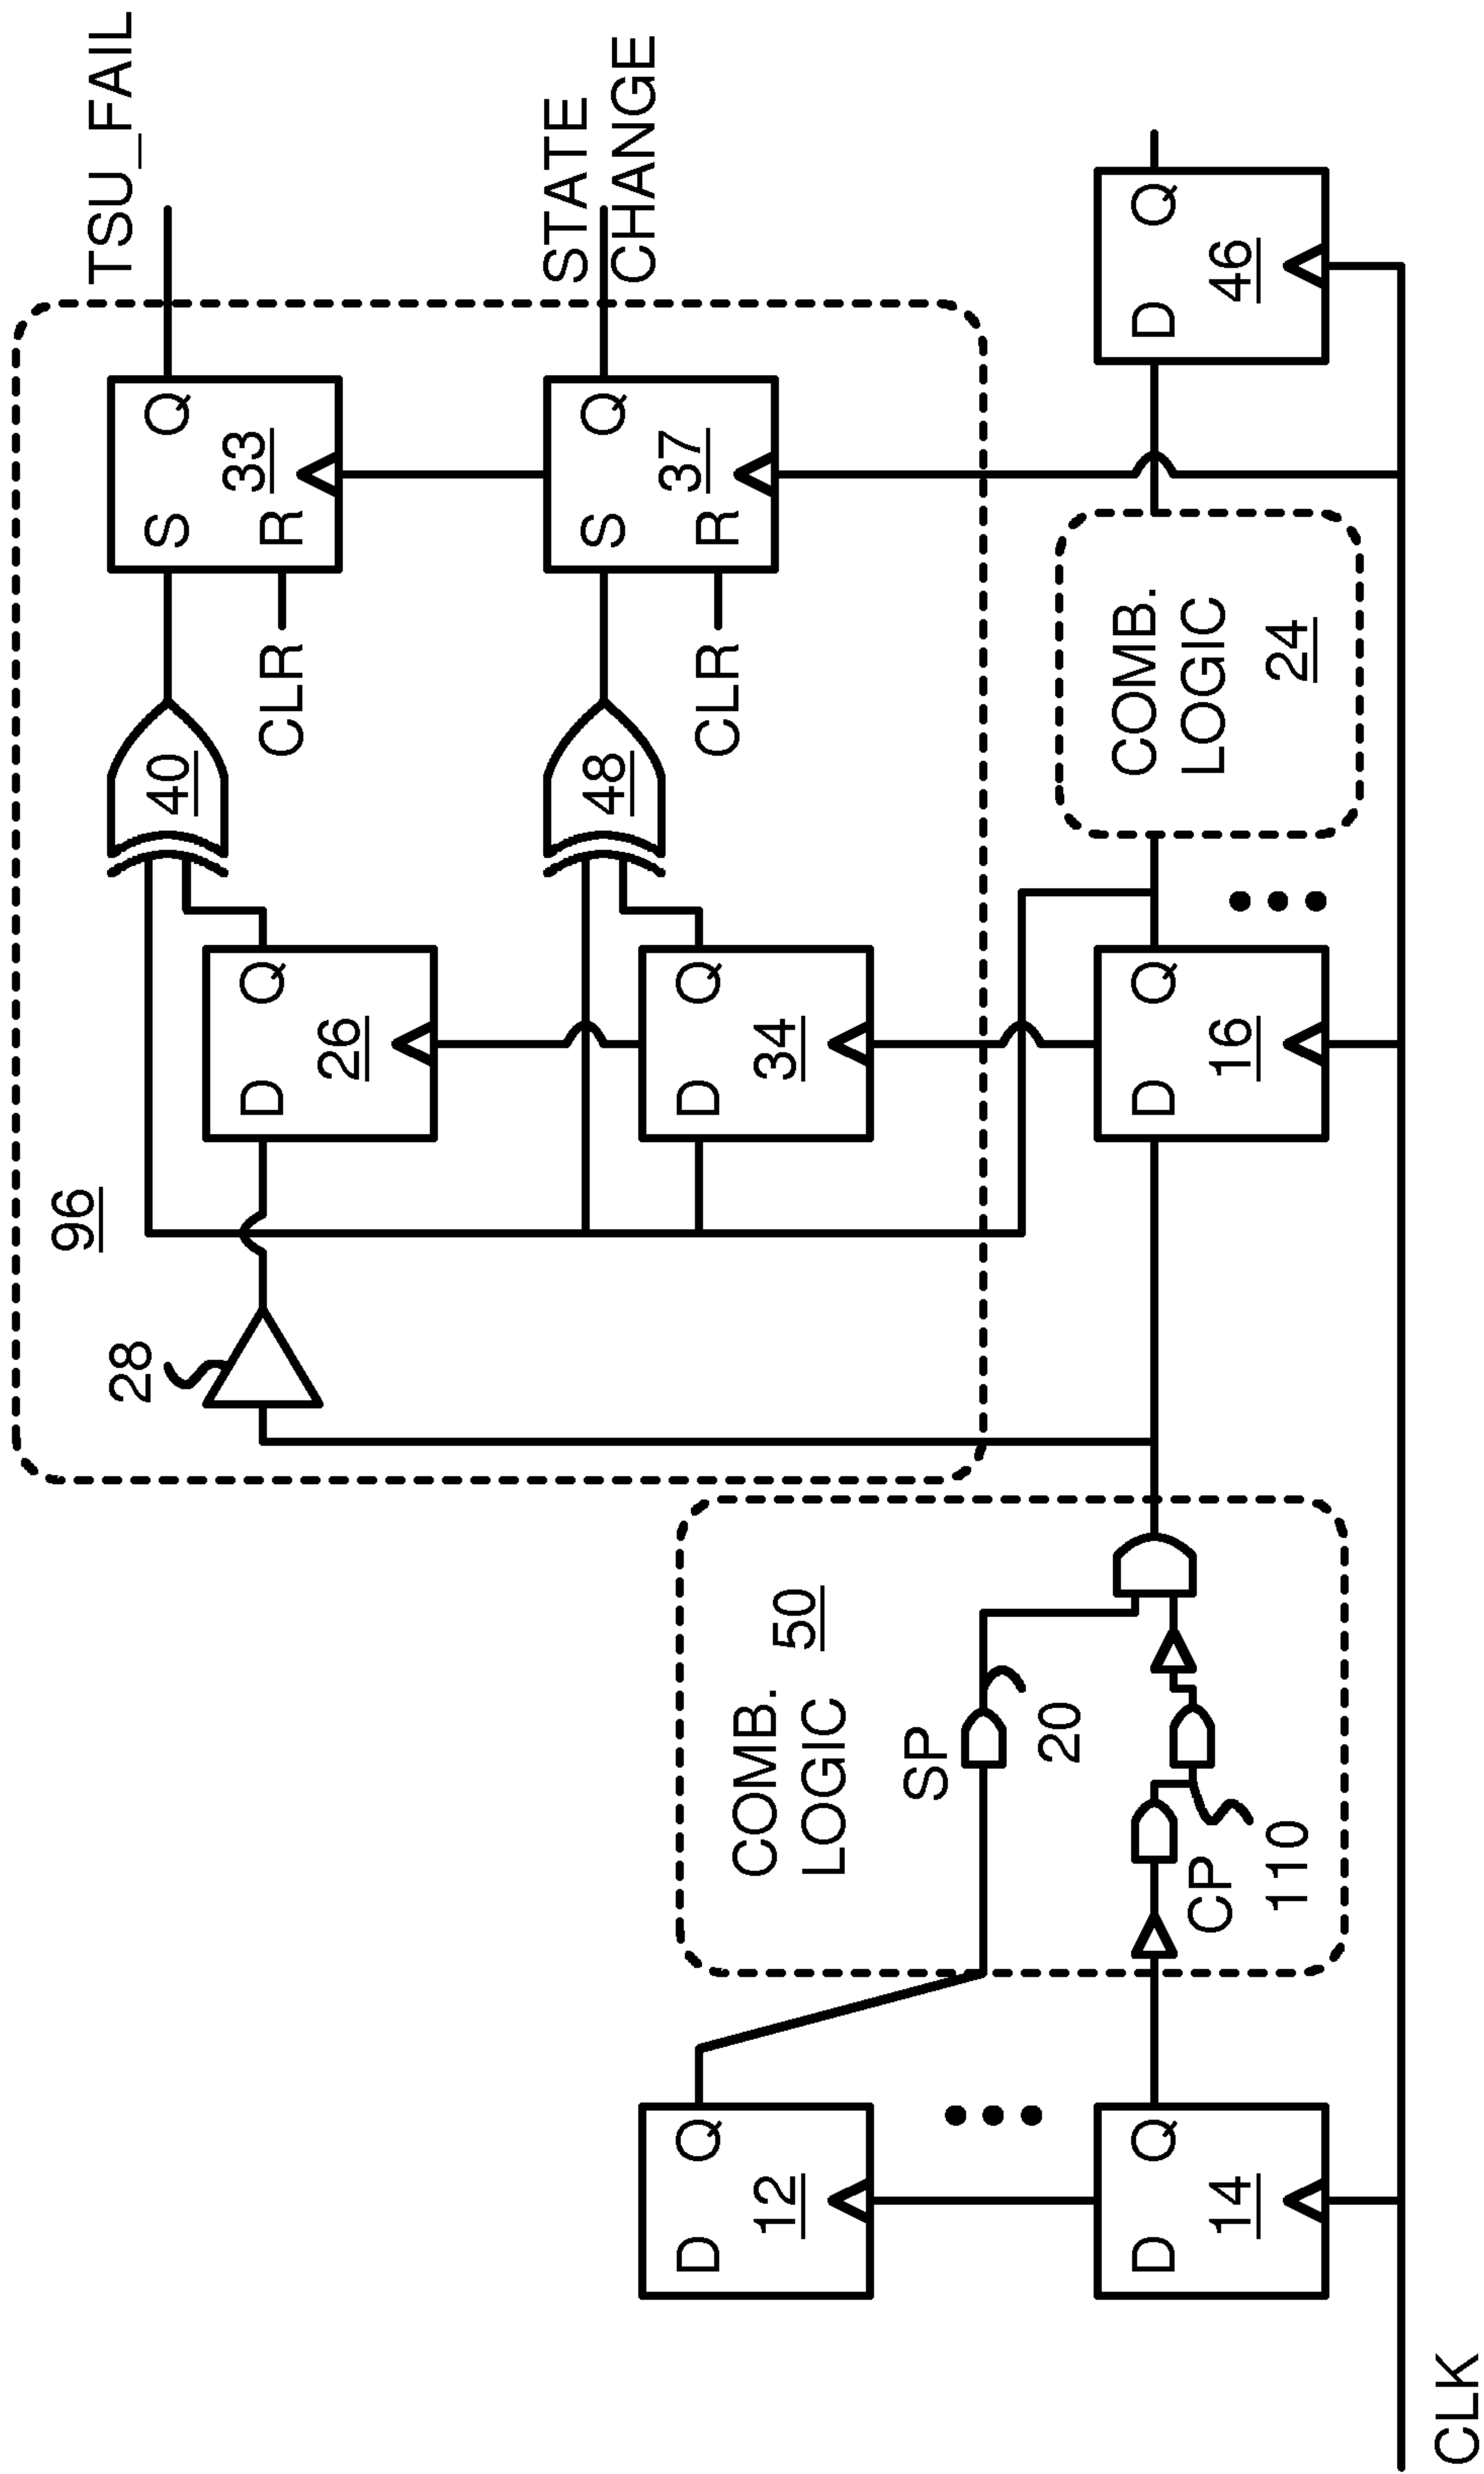 TSU_FAIL
STATE
CHANGE
96
28
D
Q
26
40
S
Q
R
33
CLR
D
Q
34
48
S
Q
R
37
CLR
D
Q
12
D
Q
14
COMB.
LOGIC
50
SP
20
CP
110
D
Q
16
COMB.
LOGIC
24
D
Q
46
CLK